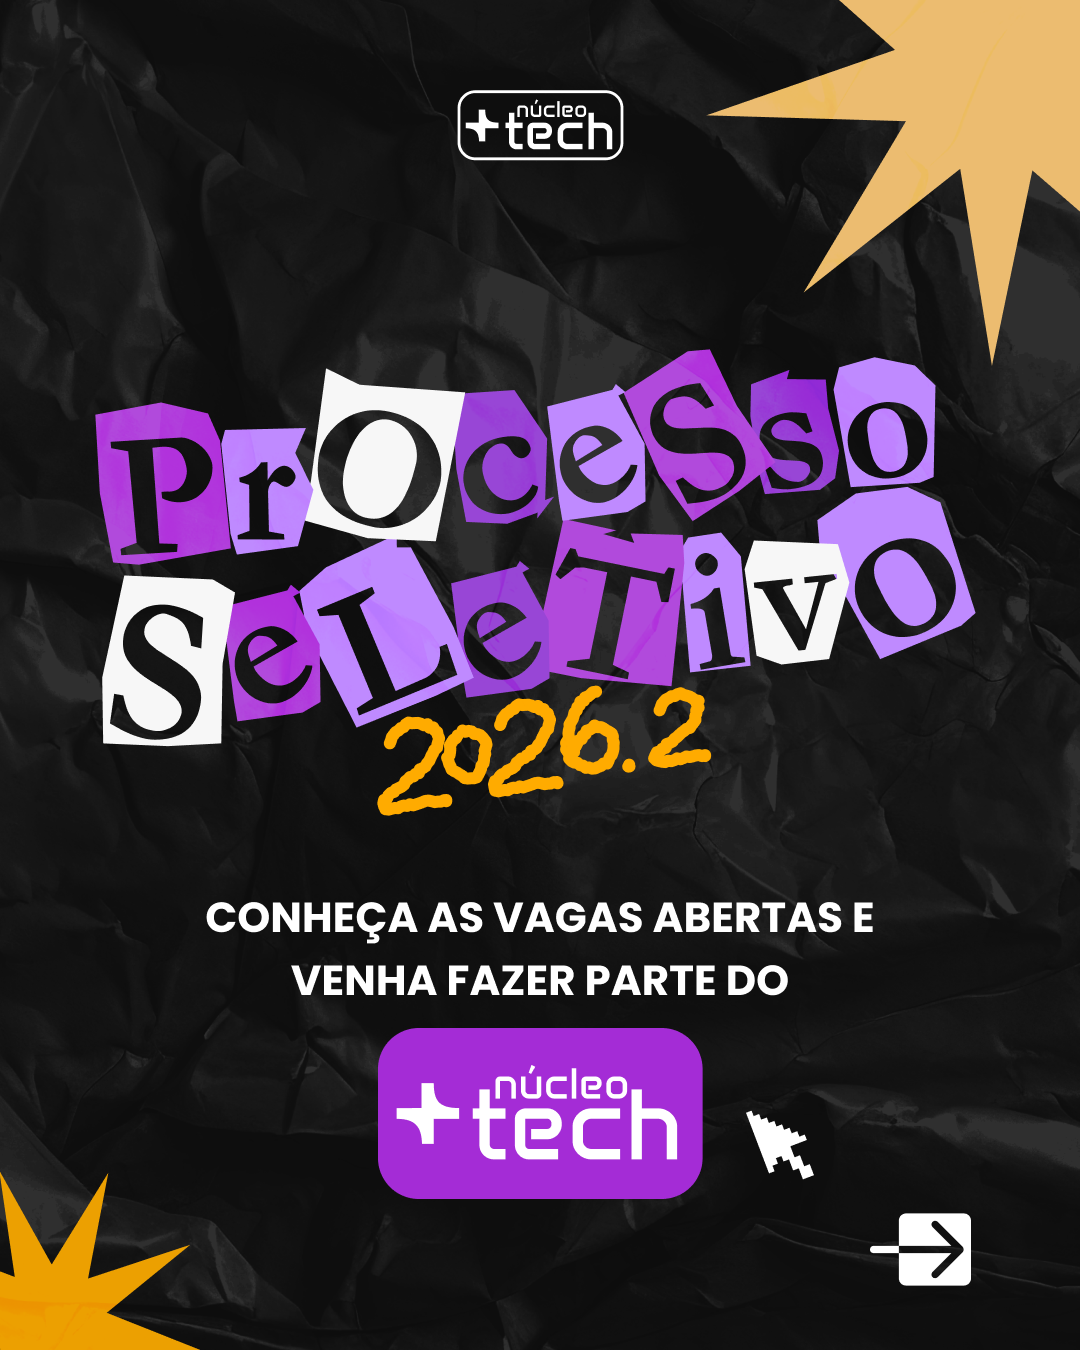 núcleo
tech
PrOceSso
SeLeTivO
2026.2
CONHEÇA AS VAGAS ABERTAS E
VENHA FAZER PARTE DO
núcleo
tech